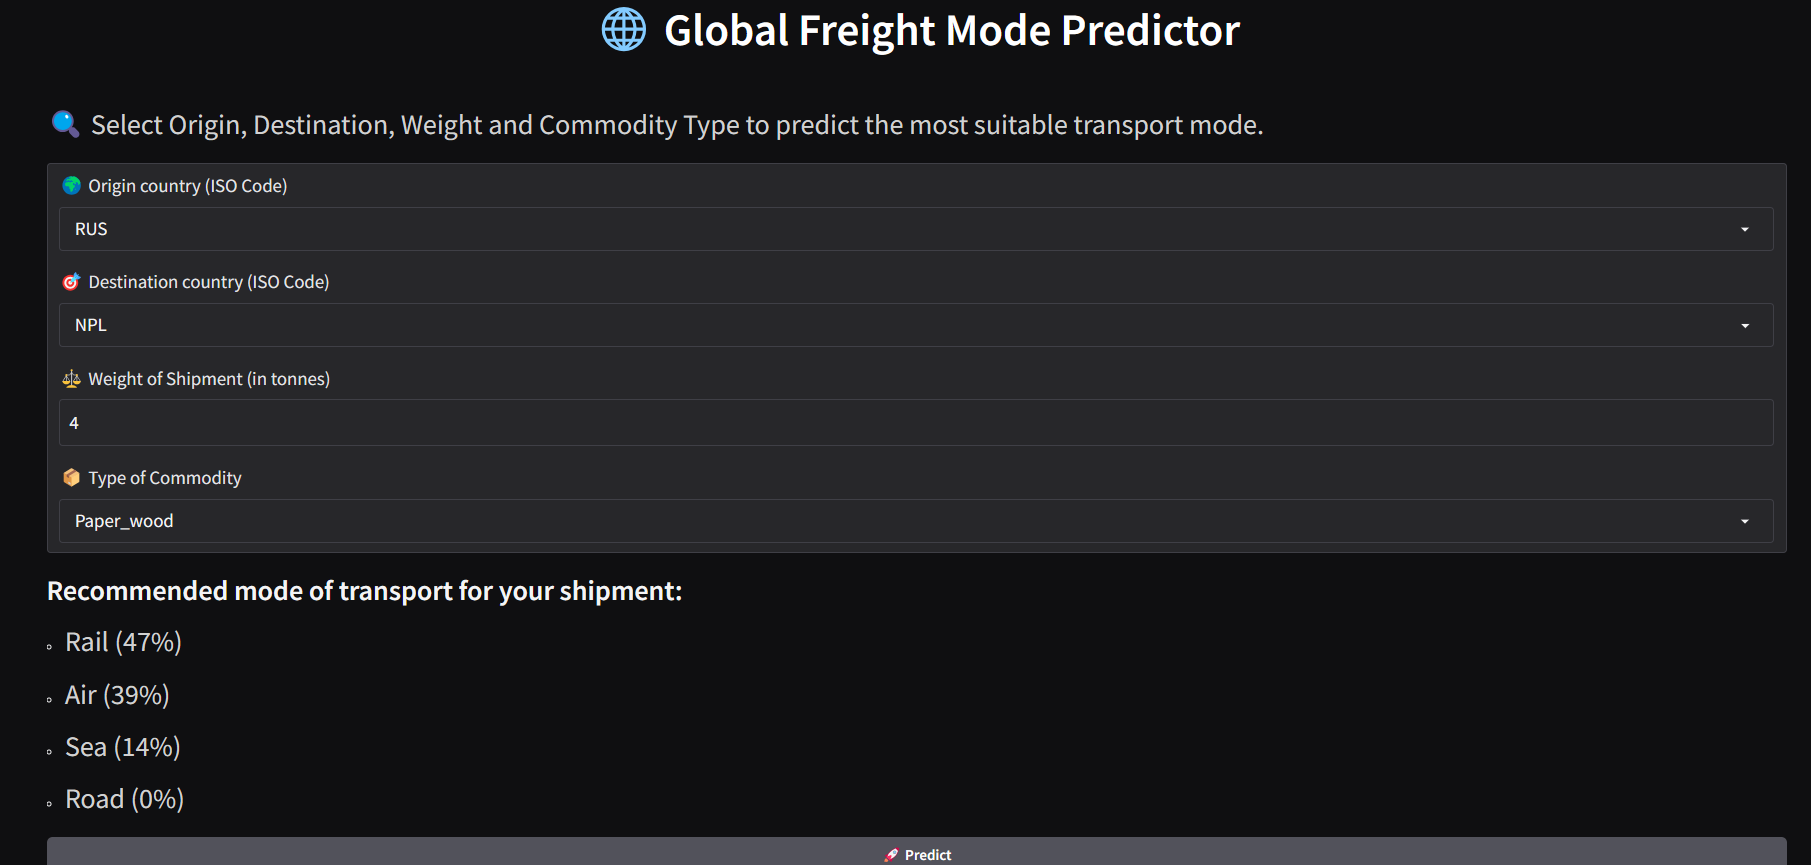 🌐 Global Freight Mode Predictor
🔍 Select Origin, Destination, Weight and Commodity Type to predict the most suitable transport mode.
🌍 Origin country (ISO Code)
RUS
🎯 Destination country (ISO Code)
NPL
⚖️ Weight of Shipment (in tonnes)
4
📦 Type of Commodity
Paper_wood
Recommended mode of transport for your shipment:
◦ Rail (47%)
◦ Air (39%)
◦ Sea (14%)
◦ Road (0%)
🚀 Predict